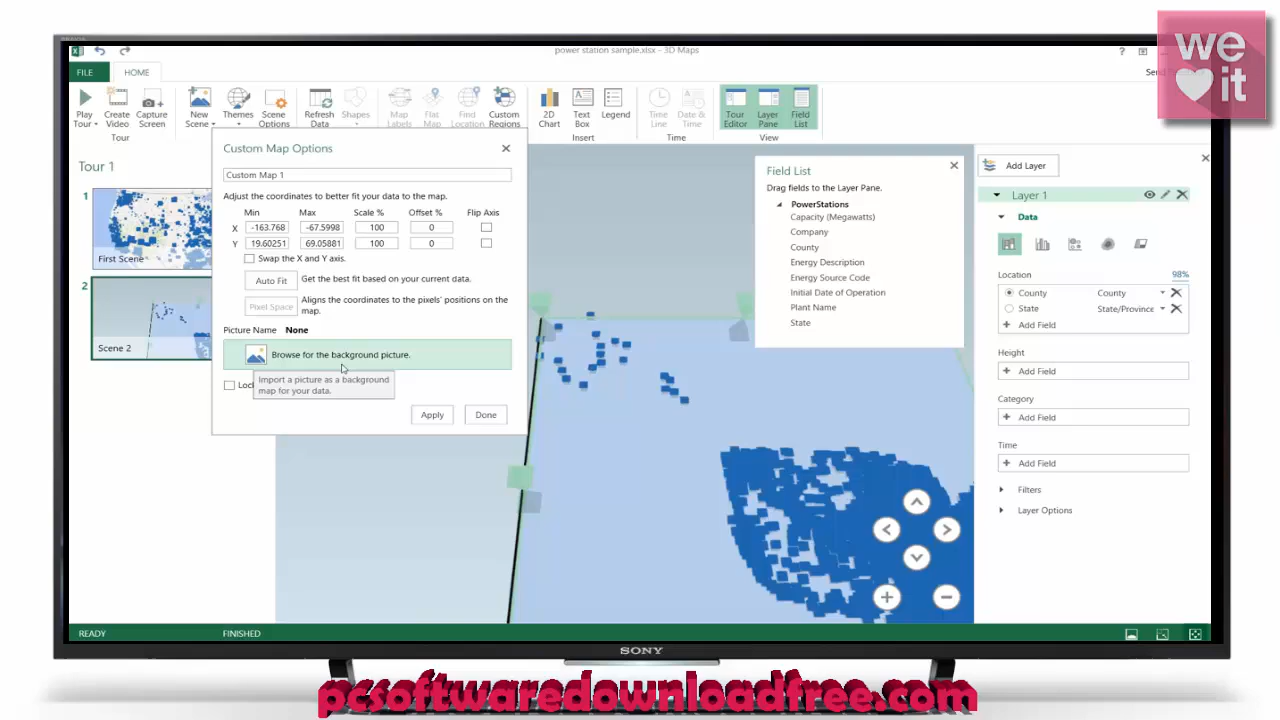 we
it
power station sample.xlsx - 3D Maps
?
FILE
HOME
Play
Tour
Create
Video
Capture
Screen
Tour
New
Scene
Themes
Scene
Options
Refresh
Data
Shapes
Map
Labels
Flat
Map
Find
Location
Custom
Regions
2D
Chart
Text
Box
Legend
Insert
Time
Line
Date &
Time
Time
Tour
Editor
Layer
Pane
Field
List
View
Tour 1
1
First Scene
2
Scene 2
Custom Map Options
Custom Map 1
Adjust the coordinates to better fit your data to the map.
Min Max Scale % Offset % Flip Axis
X -163.768 -67.5998 100 0
Y 19.60251 69.05881 100 0
Swap the X and Y axis.
Auto Fit Get the best fit based on your current data.
Pixel Space Aligns the coordinates to the pixels' positions on the
map.
Picture Name None
Browse for the background picture.
Import a picture as a background
map for your data.
Apply Done
Field List
Drag fields to the Layer Pane.
PowerStations
Capacity (Megawatts)
Company
County
Energy Description
Energy Source Code
Initial Date of Operation
Plant Name
State
Add Layer
Layer 1
Data
Location 98%
County County
State State/Province
Add Field
Height
Add Field
Category
Add Field
Time
Add Field
Filters
Layer Options
READY FINISHED
SONY
pcsoftwaredownloadfree.com